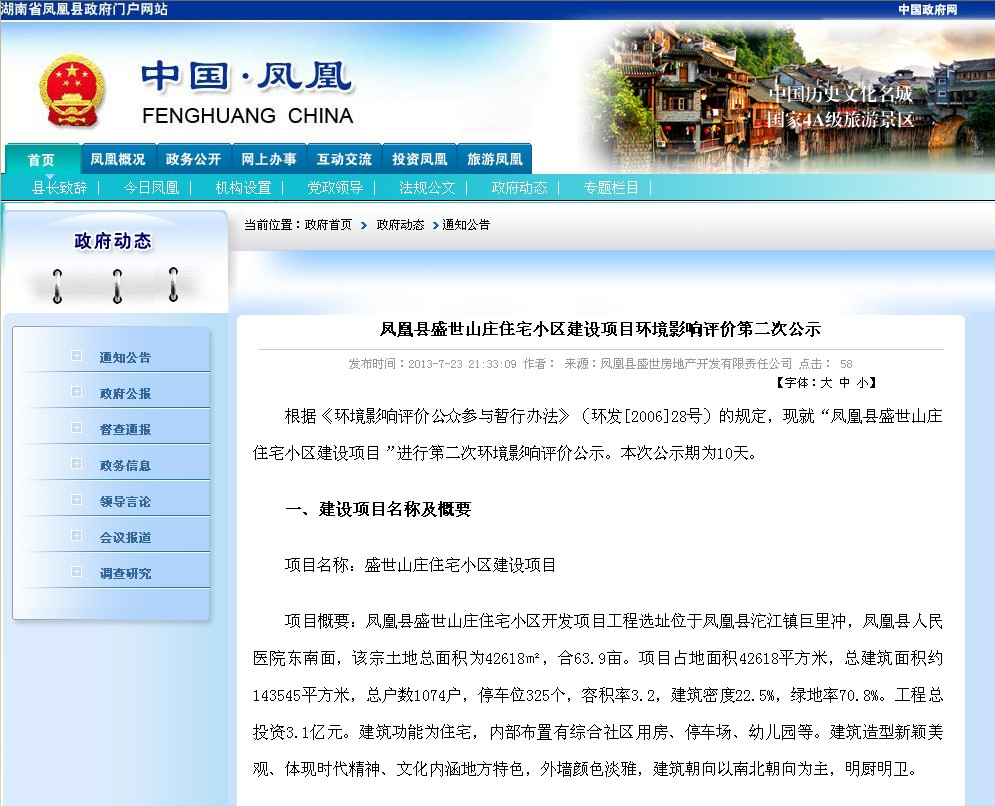 湖南省凤凰县政府门户网站
中国政府网
中国·凤凰
FENGHUANG CHINA
中国历史文化名城
国家4A级旅游景区
首页 凤凰概况 政务公开 网上办事 互动交流 投资凤凰 旅游凤凰
县长致辞 | 今日凤凰 | 机构设置 | 党政领导 | 法规公文 | 政府动态 | 专题栏目 |
政府动态
当前位置：政府首页 > 政府动态 > 通知公告
通知公告
政府公报
督查通报
政务信息
领导言论
会议报道
调查研究
凤凰县盛世山庄住宅小区建设项目环境影响评价第二次公示
发布时间：2013-7-23 21:33:09 作者： 来源：凤凰县盛世房地产开发有限责任公司 点击： 58
【字体：大 中 小】
根据《环境影响评价公众参与暂行办法》（环发[2006]28号）的规定，现就“凤凰县盛世山庄
住宅小区建设项目”进行第二次环境影响评价公示。本次公示期为10天。
一、建设项目名称及概要
项目名称：盛世山庄住宅小区建设项目
项目概要：凤凰县盛世山庄住宅小区开发项目工程选址位于凤凰县沱江镇巨里冲，凤凰县人民
医院东南面，该宗土地总面积为42618㎡，合63.9亩。项目占地面积42618平方米，总建筑面积约
143545平方米，总户数1074户，停车位325个，容积率3.2，建筑密度22.5%，绿地率70.8%。工程总
投资3.1亿元。建筑功能为住宅，内部布置有综合社区用房、停车场、幼儿园等。建筑造型新颖美
观、体现时代精神、文化内涵地方特色，外墙颜色淡雅，建筑朝向以南北朝向为主，明厨明卫。